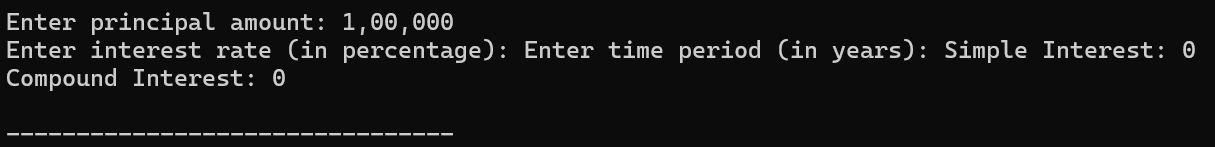 Enter principal amount: 1,00,000
Enter interest rate (in percentage): Enter time period (in years): Simple Interest: 0
Compound Interest: 0

--------------------------------